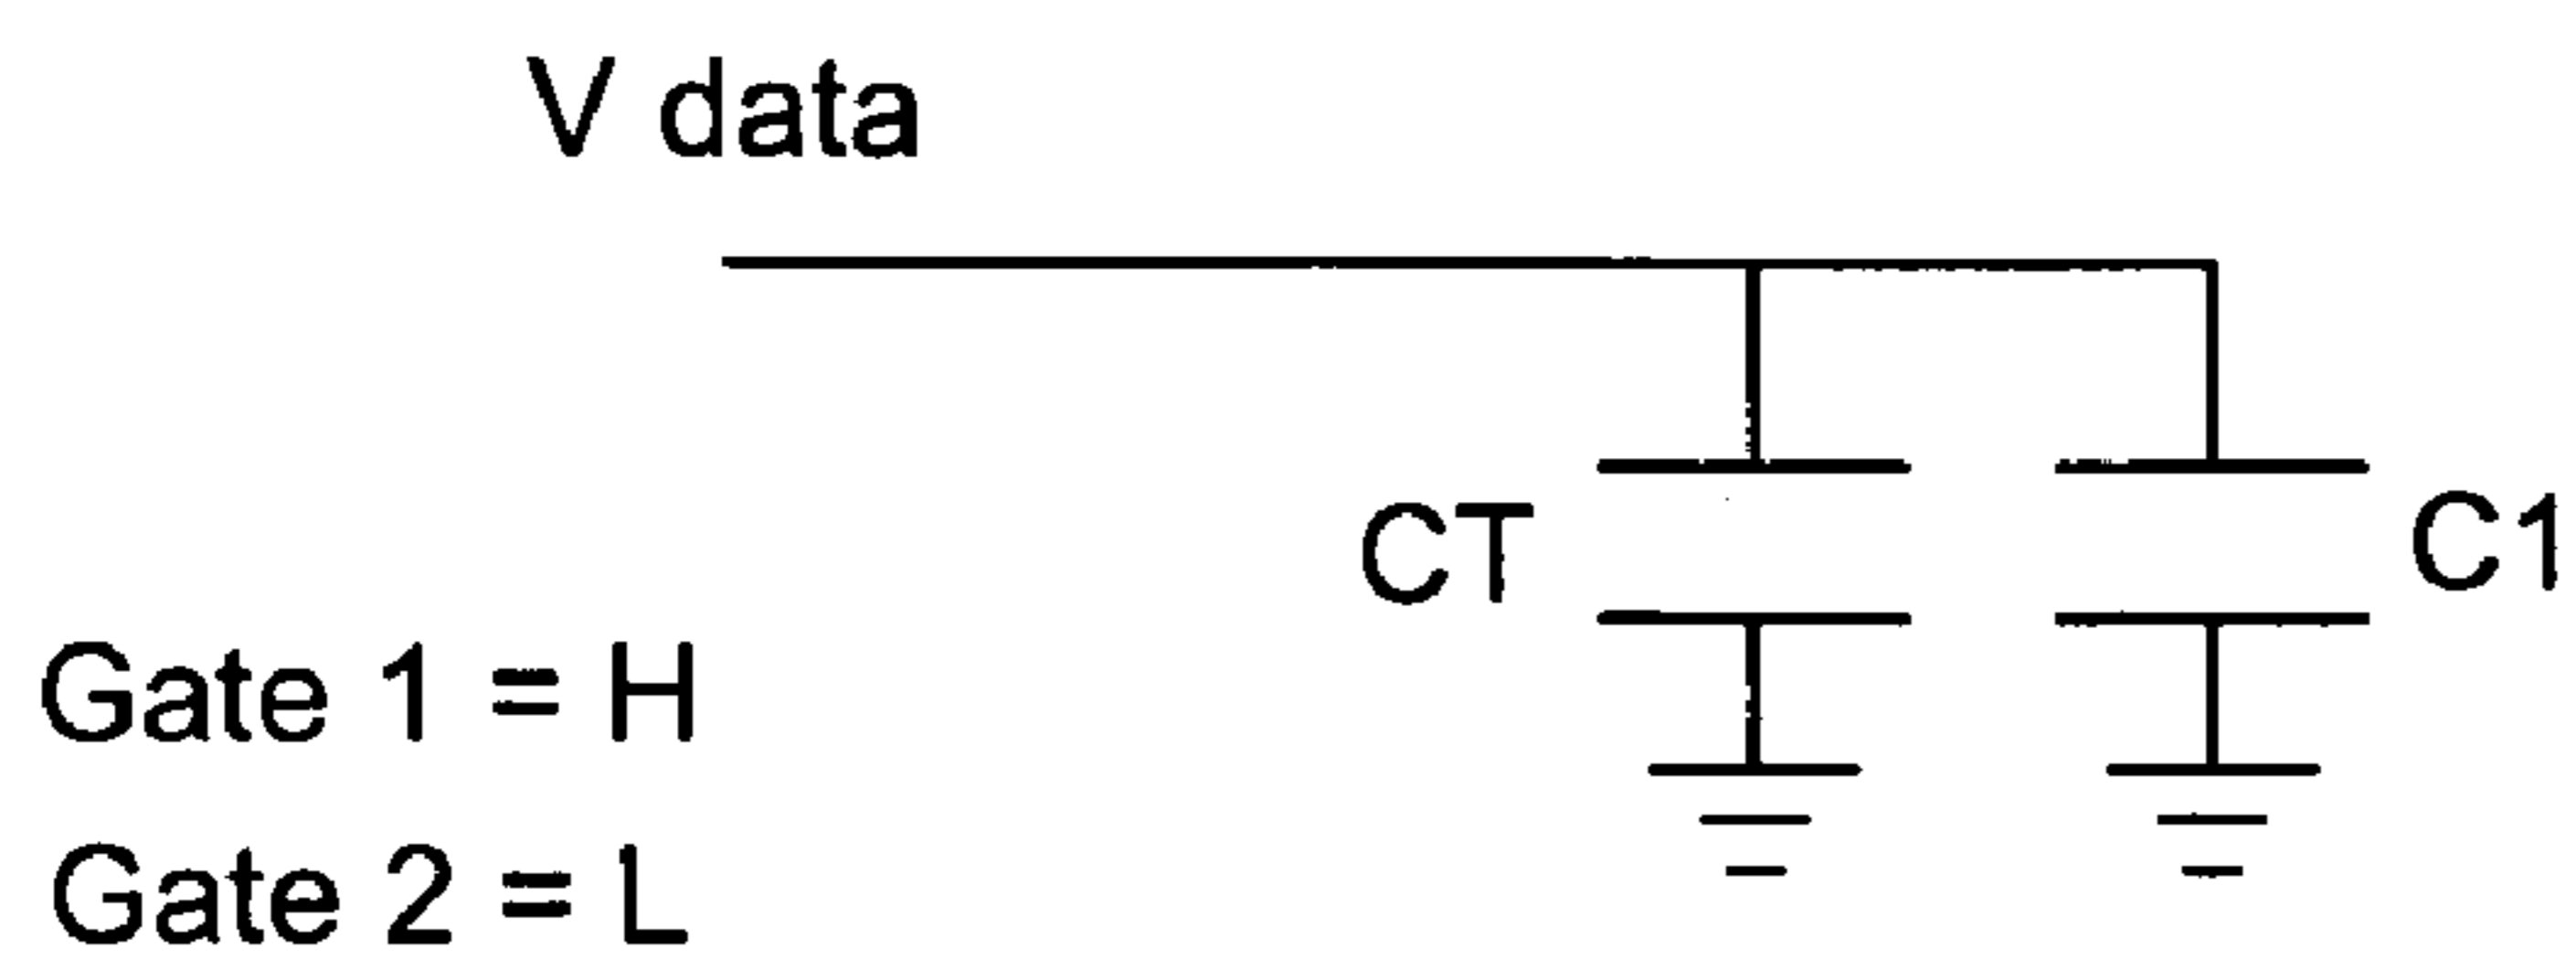 V data
CT
C1
Gate 1 = H
Gate 2 = L